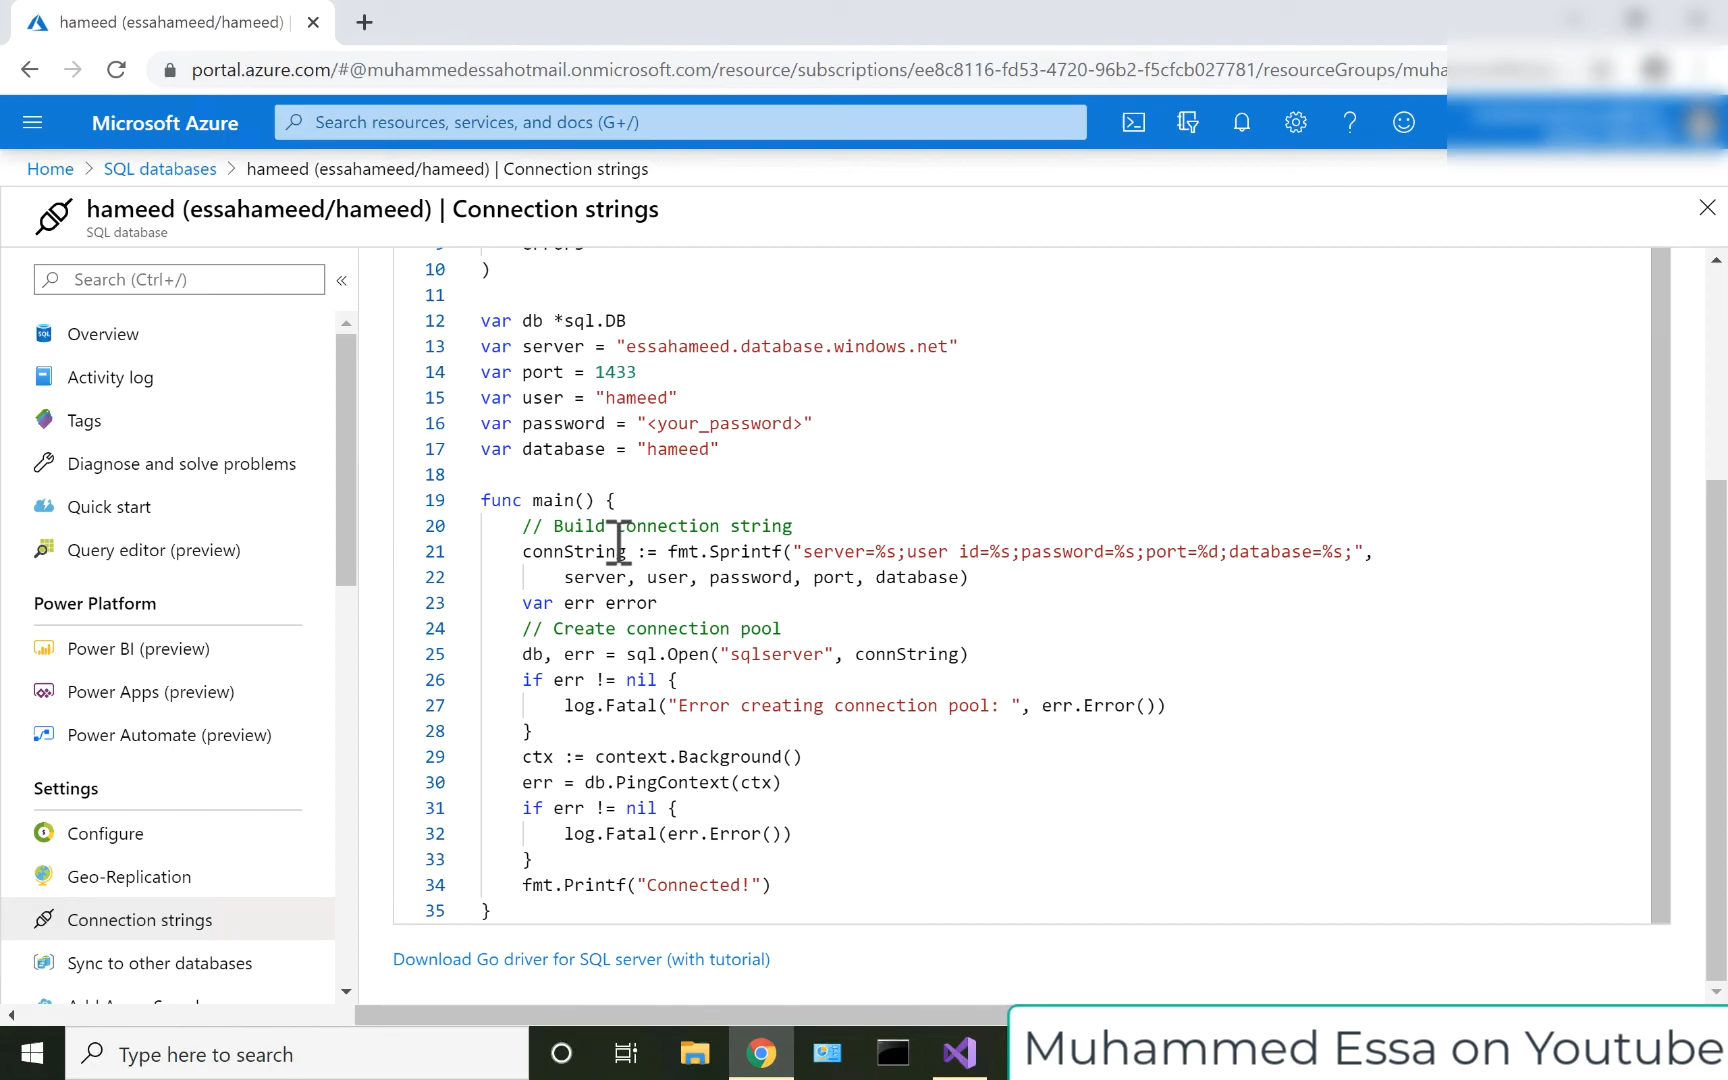 hameed (essahameed/hameed) |
portal.azure.com/#@muhammedessahotmail.onmicrosoft.com/resource/subscriptions/ee8c8116-fd53-4720-96b2-f5cfcb027781/resourceGroups/muha
Microsoft Azure
Search resources, services, and docs (G+/)
Home > SQL databases > hameed (essahameed/hameed) | Connection strings
hameed (essahameed/hameed) | Connection strings
SQL database
Search (Ctrl+/)
Overview
Activity log
Tags
Diagnose and solve problems
Quick start
Query editor (preview)
Power Platform
Power BI (preview)
Power Apps (preview)
Power Automate (preview)
Settings
Configure
Geo-Replication
Connection strings
Sync to other databases
10 )
11
12 var db *sql.DB
13 var server = "essahameed.database.windows.net"
14 var port = 1433
15 var user = "hameed"
16 var password = "<your_password>"
17 var database = "hameed"
18
19 func main() {
20 // Build connection string
21 connString := fmt.Sprintf("server=%s;user id=%s;password=%s;port=%d;database=%s;",
22 server, user, password, port, database)
23 var err error
24 // Create connection pool
25 db, err = sql.Open("sqlserver", connString)
26 if err != nil {
27 log.Fatal("Error creating connection pool: ", err.Error())
28 }
29 ctx := context.Background()
30 err = db.PingContext(ctx)
31 if err != nil {
32 log.Fatal(err.Error())
33 }
34 fmt.Printf("Connected!")
35 }
Download Go driver for SQL server (with tutorial)
Type here to search
Muhammed Essa on Youtube